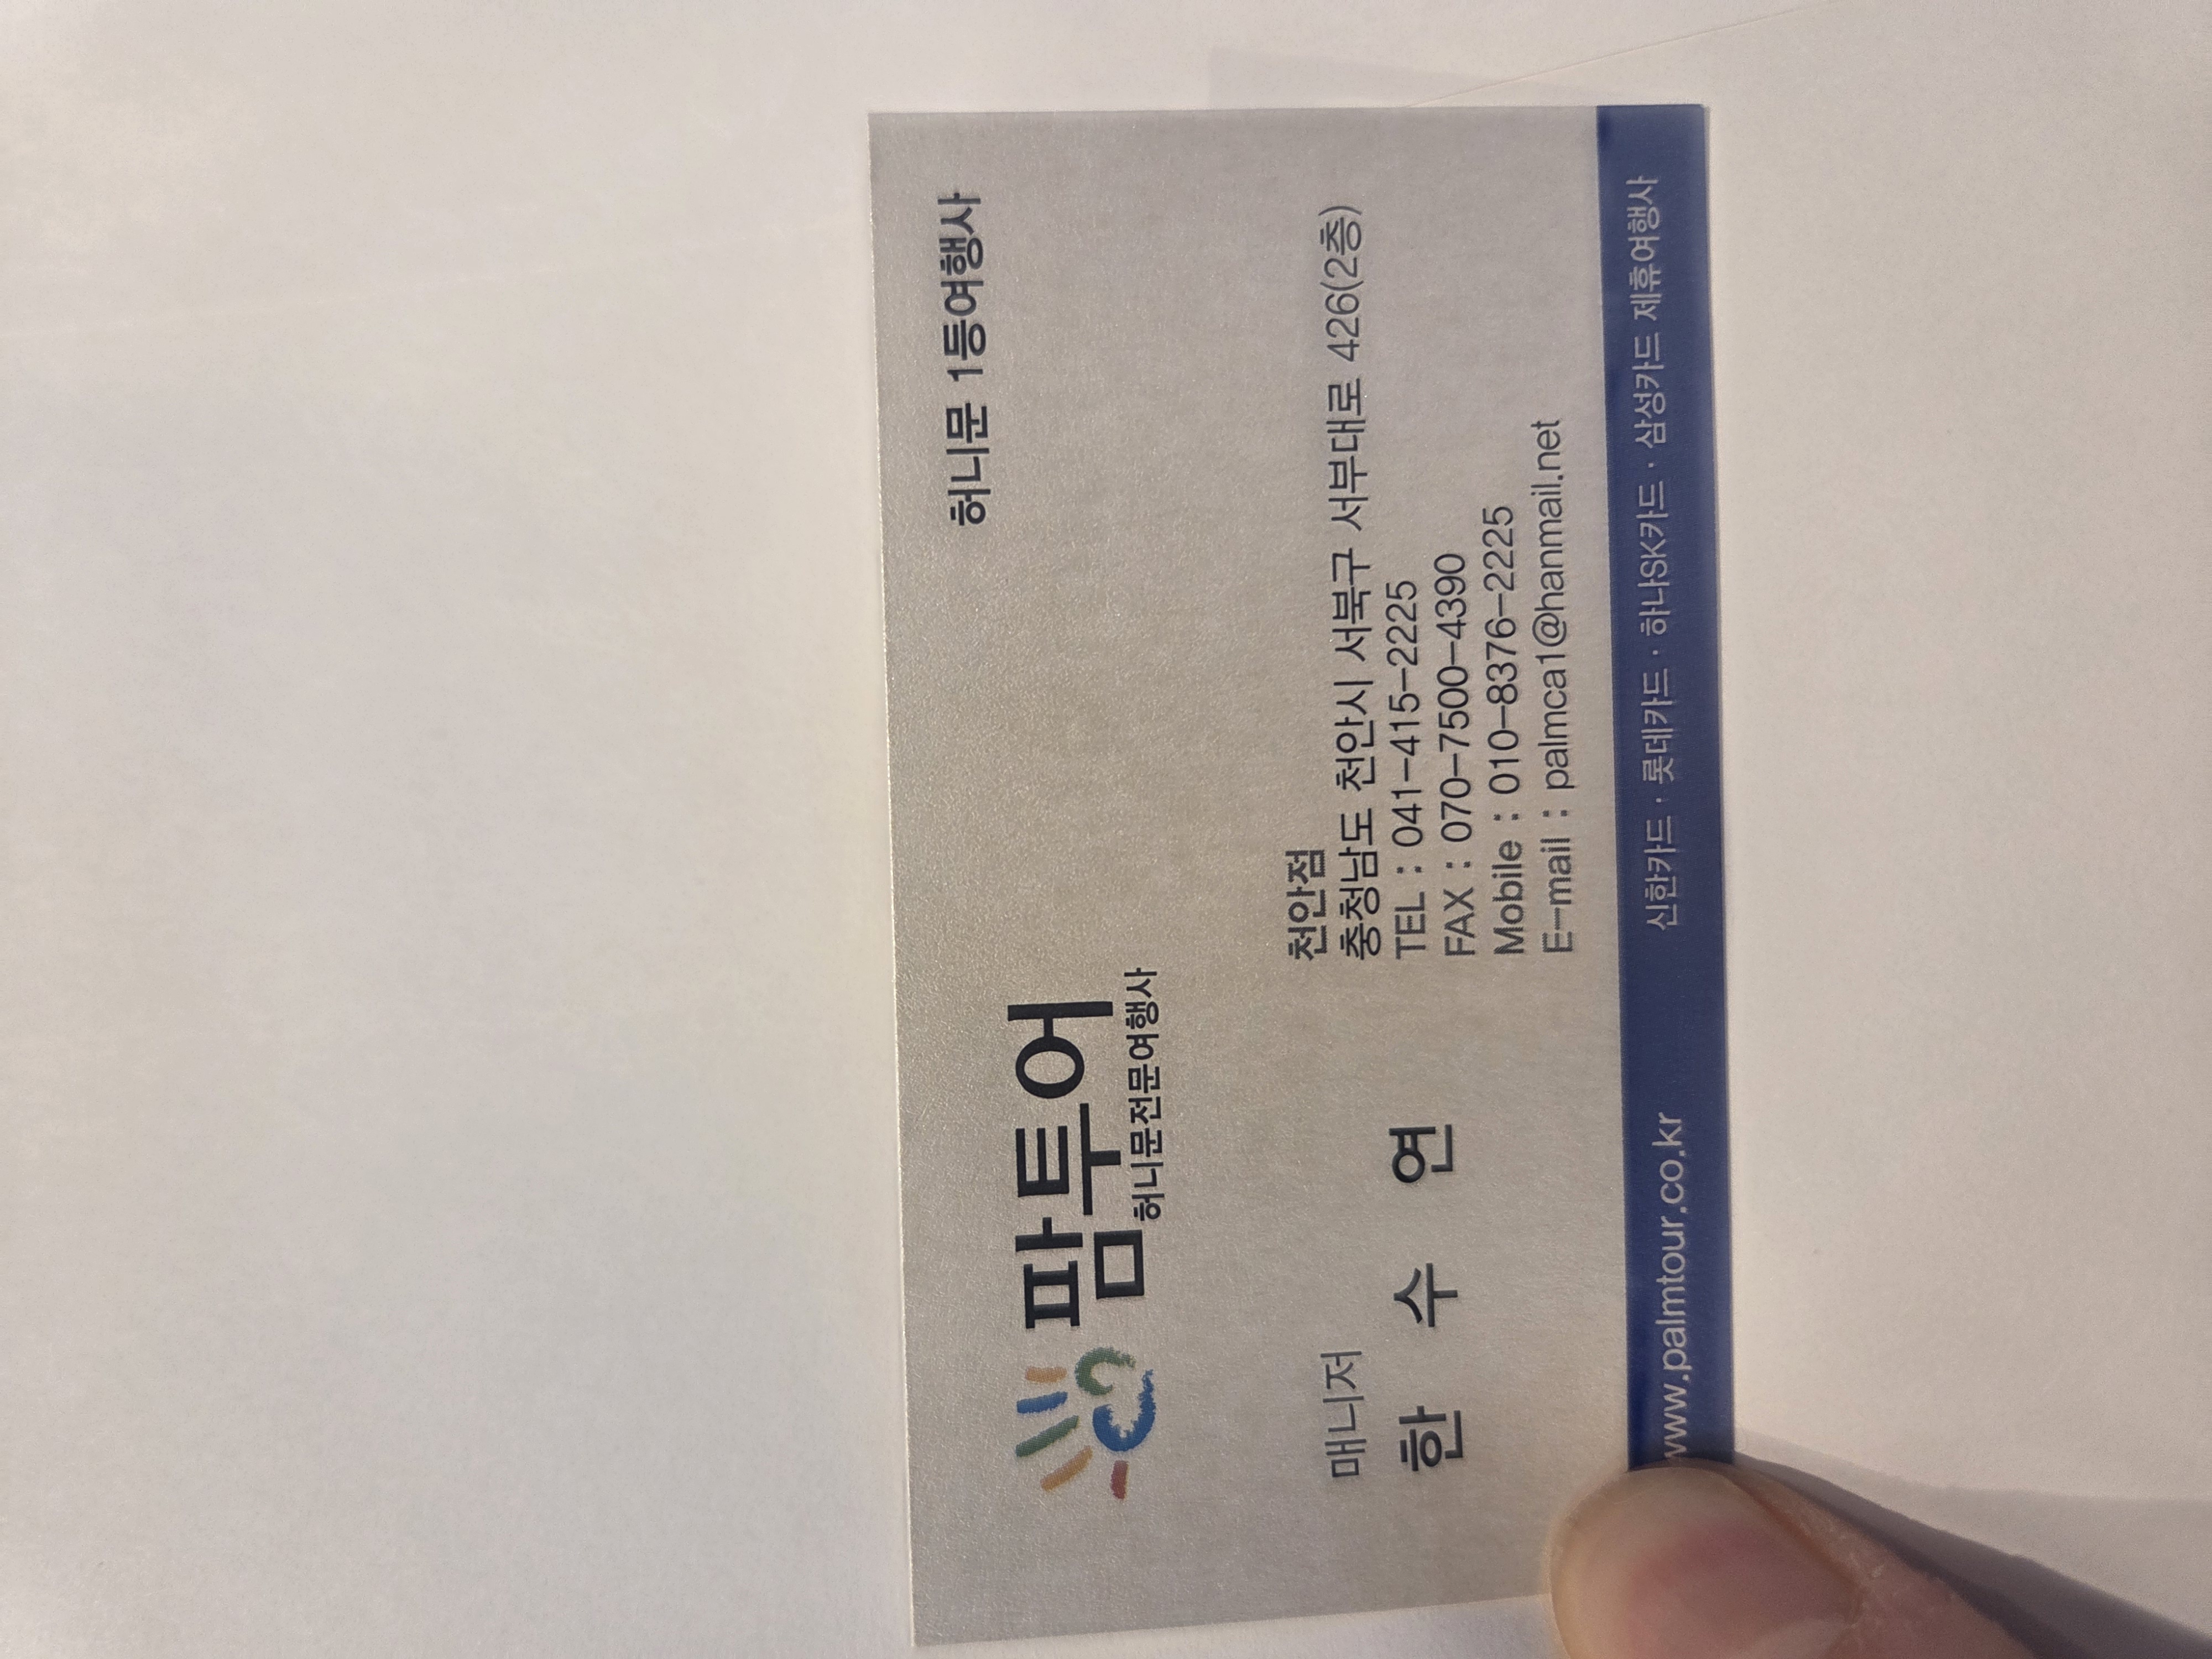 허니문 1등여행사
팜투어
허니문전문여행사
매니저
한 수 연
천안점
충청남도 천안시 서북구 서부대로 426(2층)
TEL : 041-415-2225
FAX : 070-7500-4390
Mobile : 010-8376-2225
E-mail : palmca1@hanmail.net
www.palmtour.co.kr
신한카드 · 롯데카드 · 하나SK카드 · 삼성카드 제휴여행사